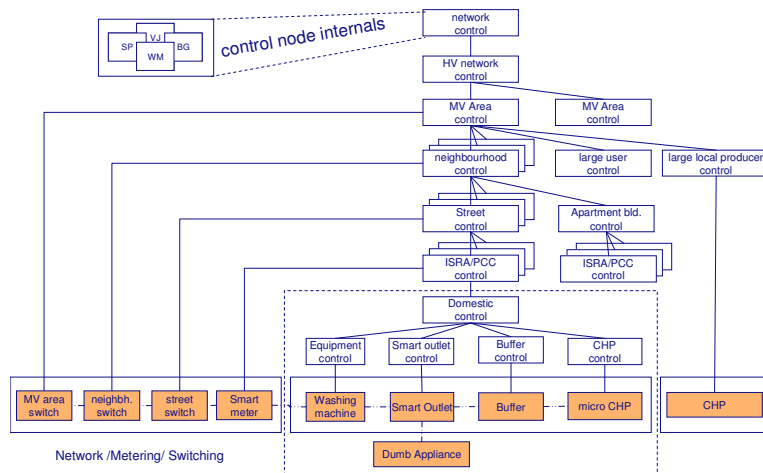 network
control
VJ
SP
BG
WM
control node internals
HV network
control
MV Area
control
MV Area
control
neighbourhood
control
large user
control
large local producer
control
Street
control
Apartment bld.
control
ISRA/PCC
control
ISRA/PCC
control
Domestic
control
Equipment
control
Smart outlet
control
Buffer
control
CHP
control
MV area
switch
neighbh.
switch
street
switch
Smart
meter
Washing
machine
Smart Outlet
Buffer
micro CHP
CHP
Dumb Appliance
Network /Metering/ Switching